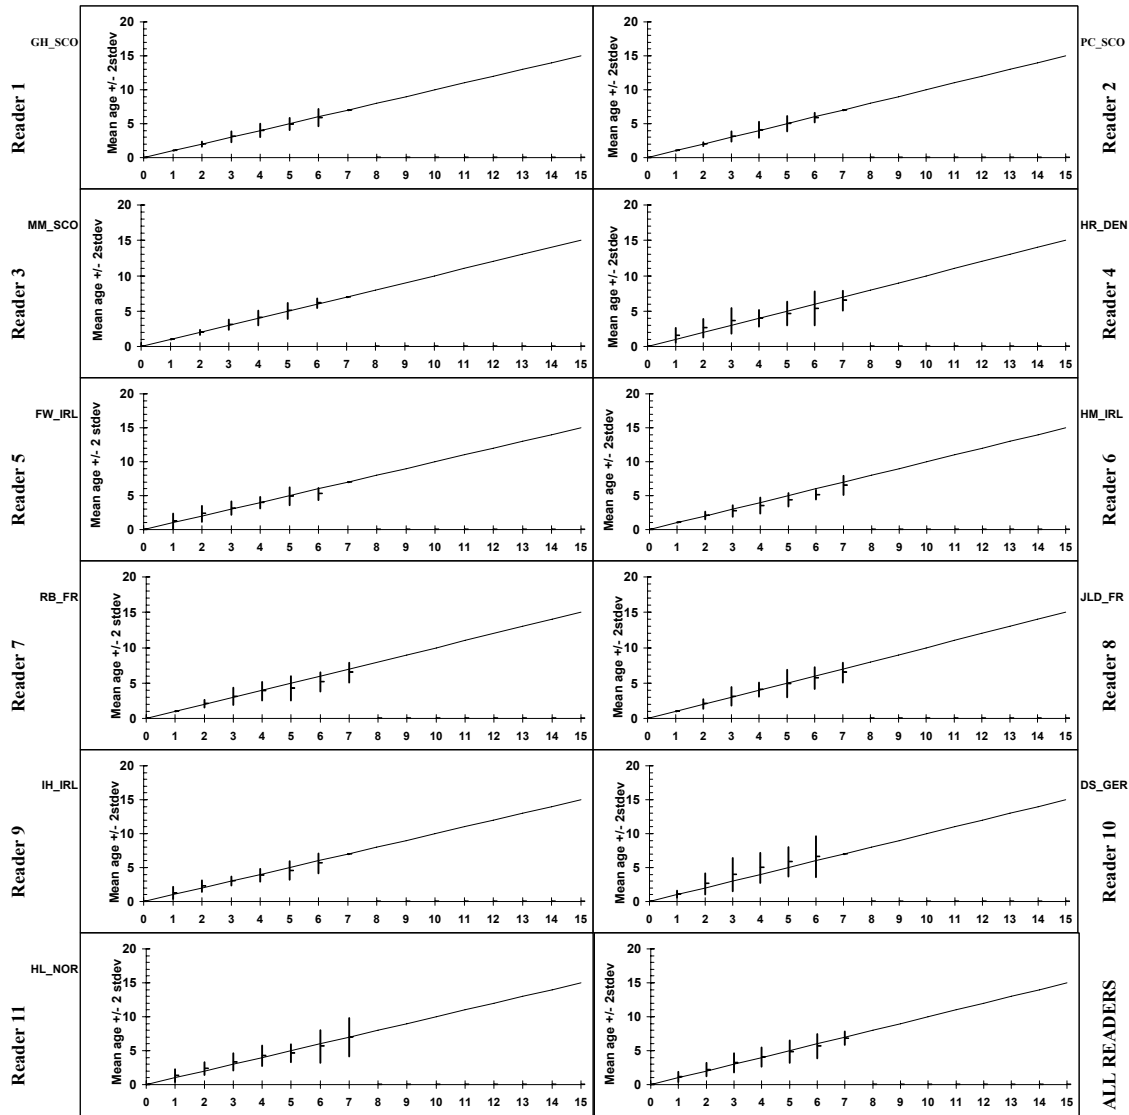 GH_SCO
Reader 1
Mean age +/- 2stdev
20
15
10
5
0
0 1 2 3 4 5 6 7 8 9 10 11 12 13 14 15
PC_SCO
Reader 2
Mean age +/- 2stdev
20
15
10
5
0
0 1 2 3 4 5 6 7 8 9 10 11 12 13 14 15
MM_SCO
Reader 3
Mean age +/- 2stdev
20
15
10
5
0
0 1 2 3 4 5 6 7 8 9 10 11 12 13 14 15
HR_DEN
Reader 4
Mean age +/- 2stdev
20
15
10
5
0
0 1 2 3 4 5 6 7 8 9 10 11 12 13 14 15
FW_IRL
Reader 5
Mean age +/- 2 stdev
20
15
10
5
0
0 1 2 3 4 5 6 7 8 9 10 11 12 13 14 15
HM_IRL
Reader 6
Mean age +/- 2stdev
20
15
10
5
0
0 1 2 3 4 5 6 7 8 9 10 11 12 13 14 15
RB_FR
Reader 7
Mean age +/- 2 stdev
20
15
10
5
0
0 1 2 3 4 5 6 7 8 9 10 11 12 13 14 15
JLD_FR
Reader 8
Mean age +/- 2stdev
20
15
10
5
0
0 1 2 3 4 5 6 7 8 9 10 11 12 13 14 15
IH_IRL
Reader 9
Mean age +/- 2stdev
20
15
10
5
0
0 1 2 3 4 5 6 7 8 9 10 11 12 13 14 15
DS_GER
Reader 10
Mean age +/- 2stdev
20
15
10
5
0
0 1 2 3 4 5 6 7 8 9 10 11 12 13 14 15
HL_NOR
Reader 11
Mean age +/- 2 stdev
20
15
10
5
0
0 1 2 3 4 5 6 7 8 9 10 11 12 13 14 15
ALL READERS
Mean age +/- 2stdev
20
15
10
5
0
0 1 2 3 4 5 6 7 8 9 10 11 12 13 14 15